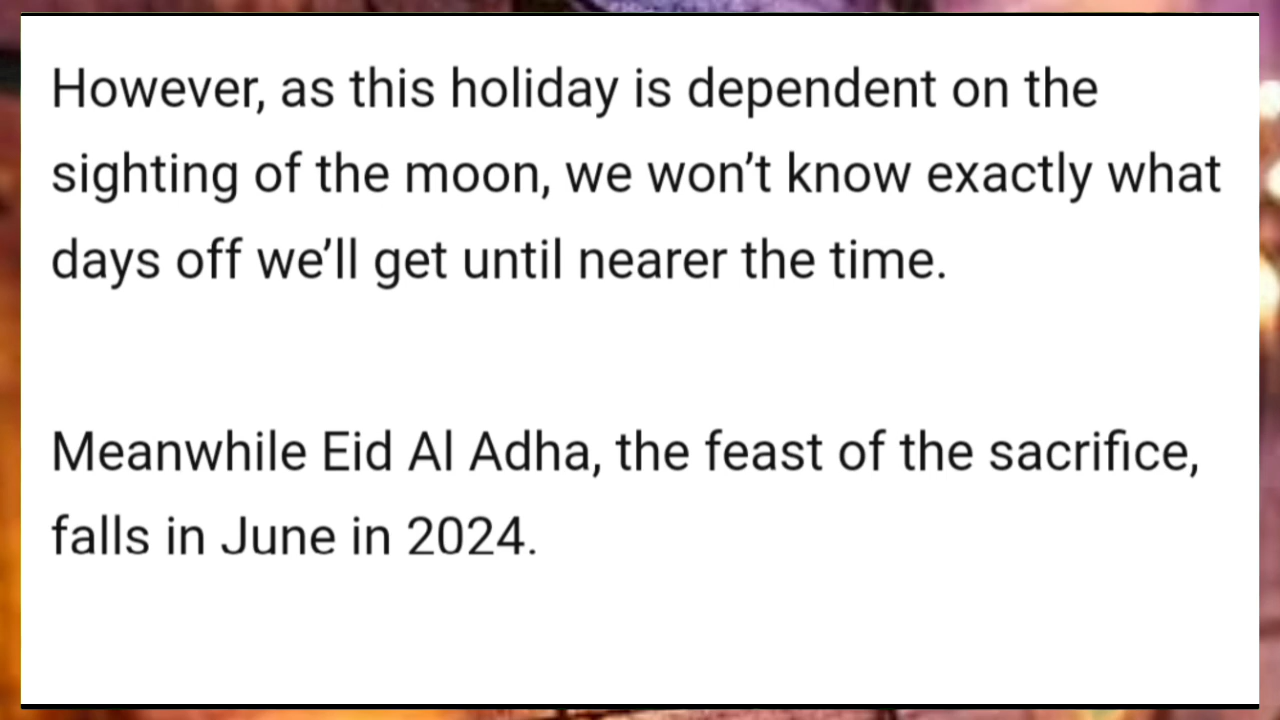 However, as this holiday is dependent on the
sighting of the moon, we won’t know exactly what
days off we’ll get until nearer the time.
Meanwhile Eid Al Adha, the feast of the sacrifice,
falls in June in 2024.